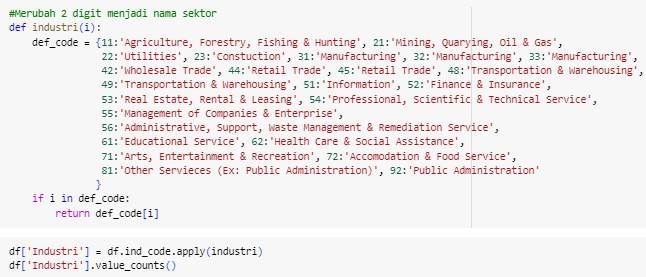 #Merubah 2 digit menjadi nama sektor
def industri(i):
def_code = {11:'Agriculture, Forestry, Fishing & Hunting', 21:'Mining, Quarying, Oil & Gas',
22:'Utilities', 23:'Constuction', 31:'Manufacturing', 32:'Manufacturing', 33:'Manufacturing',
42:'Wholesale Trade', 44:'Retail Trade', 45:'Retail Trade', 48:'Transportation & Warehousing',
49:'Transportation & Warehousing', 51:'Information', 52:'Finance & Insurance',
53:'Real Estate, Rental & Leasing', 54:'Professional, Scientific & Technical Service',
55:'Management of Companies & Enterprise',
56:'Administrative, Support, Waste Management & Remediation Service',
61:'Educational Service', 62:'Health Care & Social Assistance',
71:'Arts, Entertainment & Recreation', 72:'Accomodation & Food Service',
81:'Other Servieces (Ex: Public Administration)', 92:'Public Administration'
}
if i in def_code:
return def_code[i]
df['Industri'] = df.ind_code.apply(industri)
df['Industri'].value_counts()